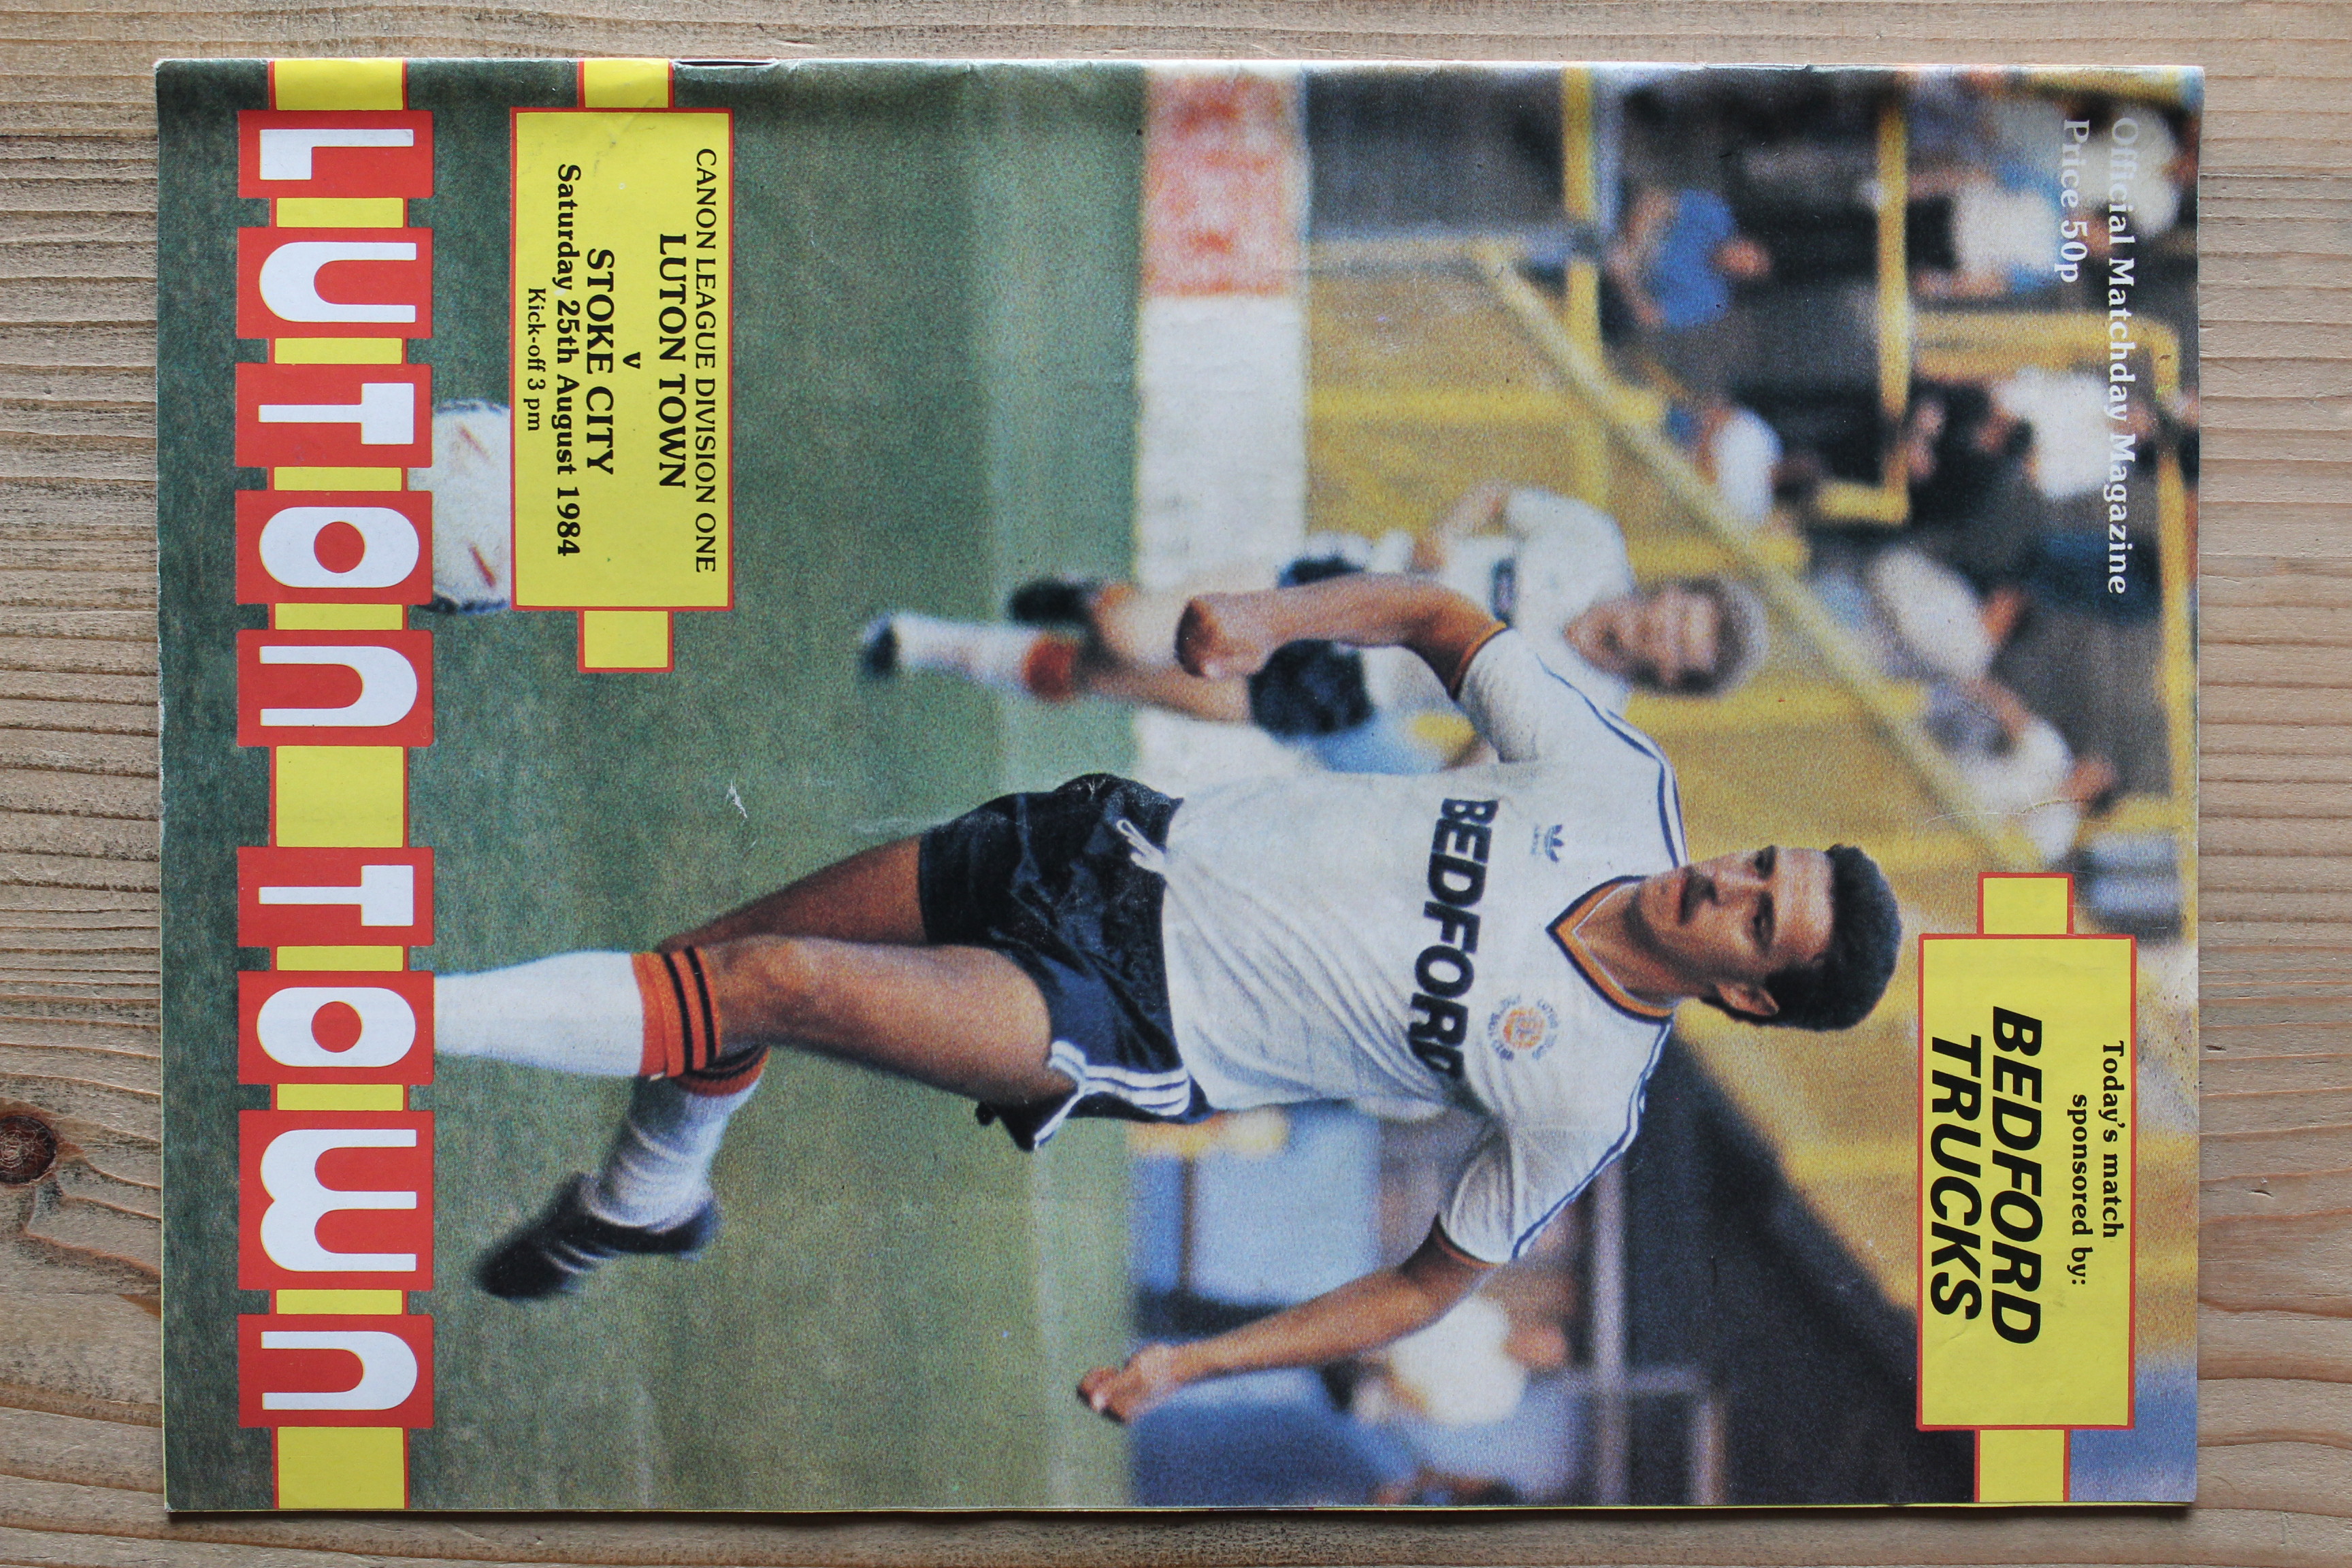 Official Matchday Magazine
Price 50p
Today's match
sponsored by:
BEDFORD
TRUCKS
BEDFORD
CANON LEAGUE DIVISION ONE
LUTON TOWN
v
STOKE CITY
Saturday 25th August 1984
Kick-off 3 pm
LUTON TOWN